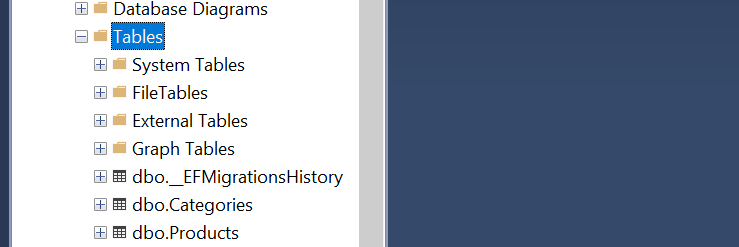 Database Diagrams
Tables
System Tables
FileTables
External Tables
Graph Tables
dbo.__EFMigrationsHistory
dbo.Categories
dbo.Products